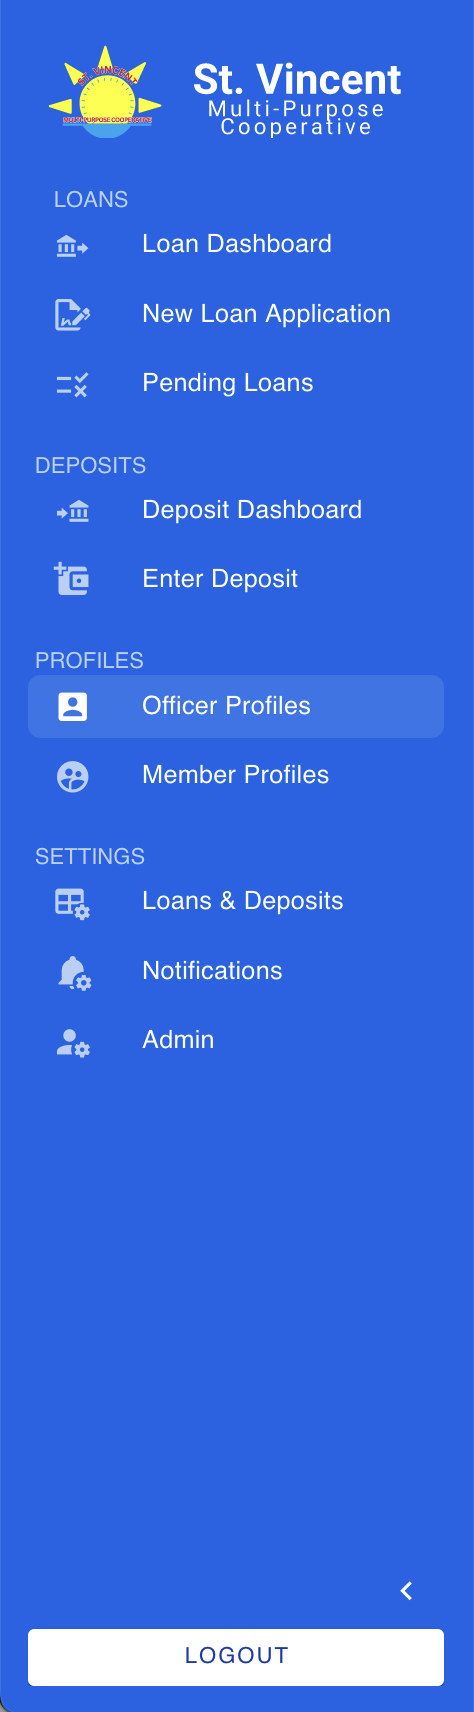 ST. VINCENT
MULTI-PURPOSE COOPERATIVE
St. Vincent
Multi-Purpose
Cooperative
LOANS
Loan Dashboard
New Loan Application
Pending Loans
DEPOSITS
Deposit Dashboard
Enter Deposit
PROFILES
Officer Profiles
Member Profiles
SETTINGS
Loans & Deposits
Notifications
Admin
LOGOUT